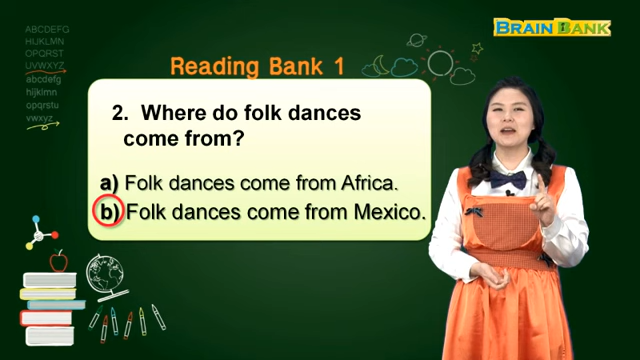 ABCDEFG
HIJKLMN
OPQRST
UVWXYZ
abcdefg
hijklmn
opqrstu
vwxyz
BRAIN BANK
Reading Bank 1
2. Where do folk dances
come from?
a) Folk dances come from Africa.
b) Folk dances come from Mexico.